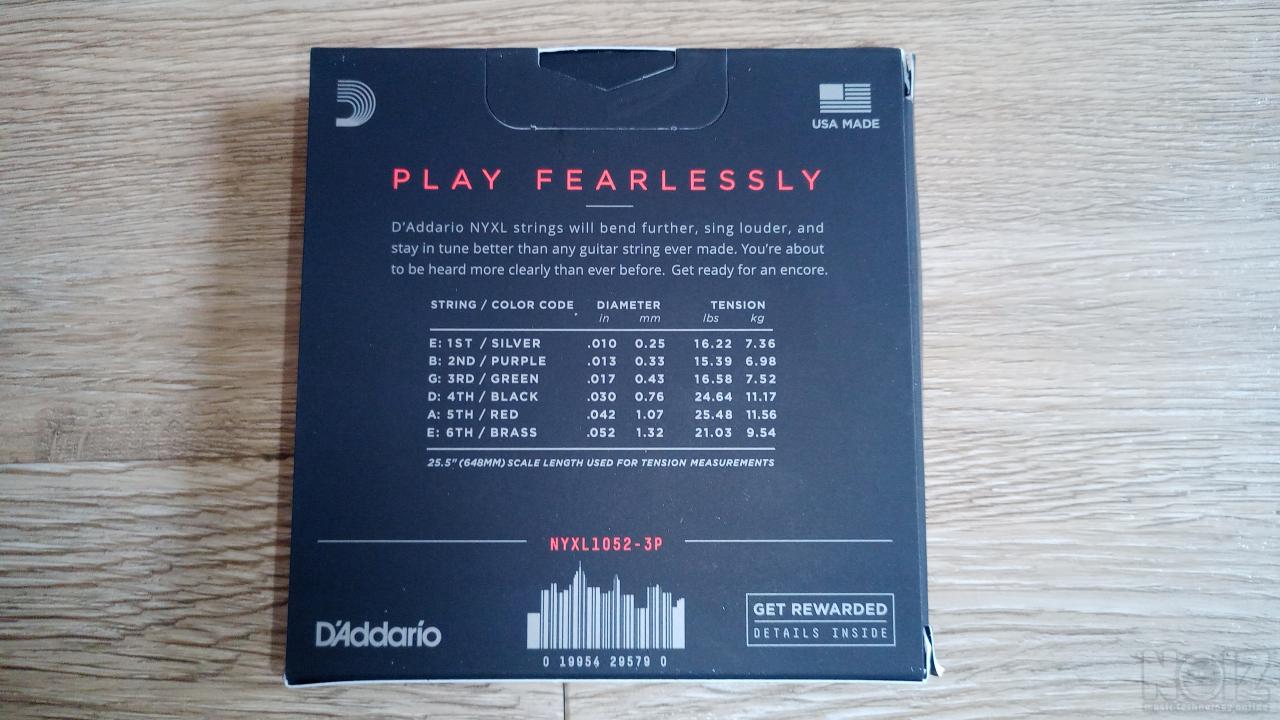 USA MADE
PLAY FEARLESSLY
D'Addario NYXL strings will bend further, sing louder, and
stay in tune better than any guitar string ever made. You're about
to be heard more clearly than ever before. Get ready for an encore.
STRING / COLOR CODE DIAMETER TENSION
in mm lbs kg
E: 1ST / SILVER .010 0.25 16.22 7.36
B: 2ND / PURPLE .013 0.33 15.39 6.98
G: 3RD / GREEN .017 0.43 16.58 7.52
D: 4TH / BLACK .030 0.76 24.64 11.17
A: 5TH / RED .042 1.07 25.48 11.56
E: 6TH / BRASS .052 1.32 21.03 9.54
25.5" (648MM) SCALE LENGTH USED FOR TENSION MEASUREMENTS
NYXL1052-3P
GET REWARDED
DETAILS INSIDE
D'Addario
0 19954 29579 0
NOIZ
music technology online